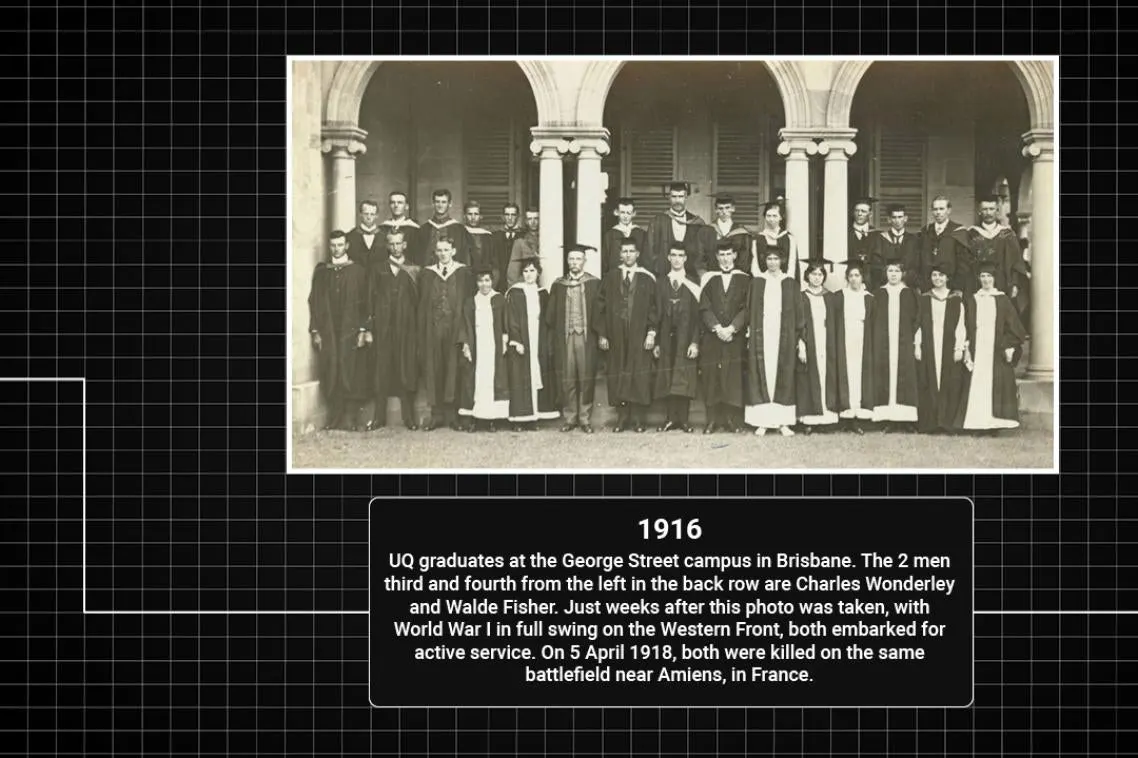 1916
UQ graduates at the George Street campus in Brisbane. The 2 men
third and fourth from the left in the back row are Charles Wonderley
and Walde Fisher. Just weeks after this photo was taken, with
World War I in full swing on the Western Front, both embarked for
active service. On 5 April 1918, both were killed on the same
battlefield near Amiens, in France.